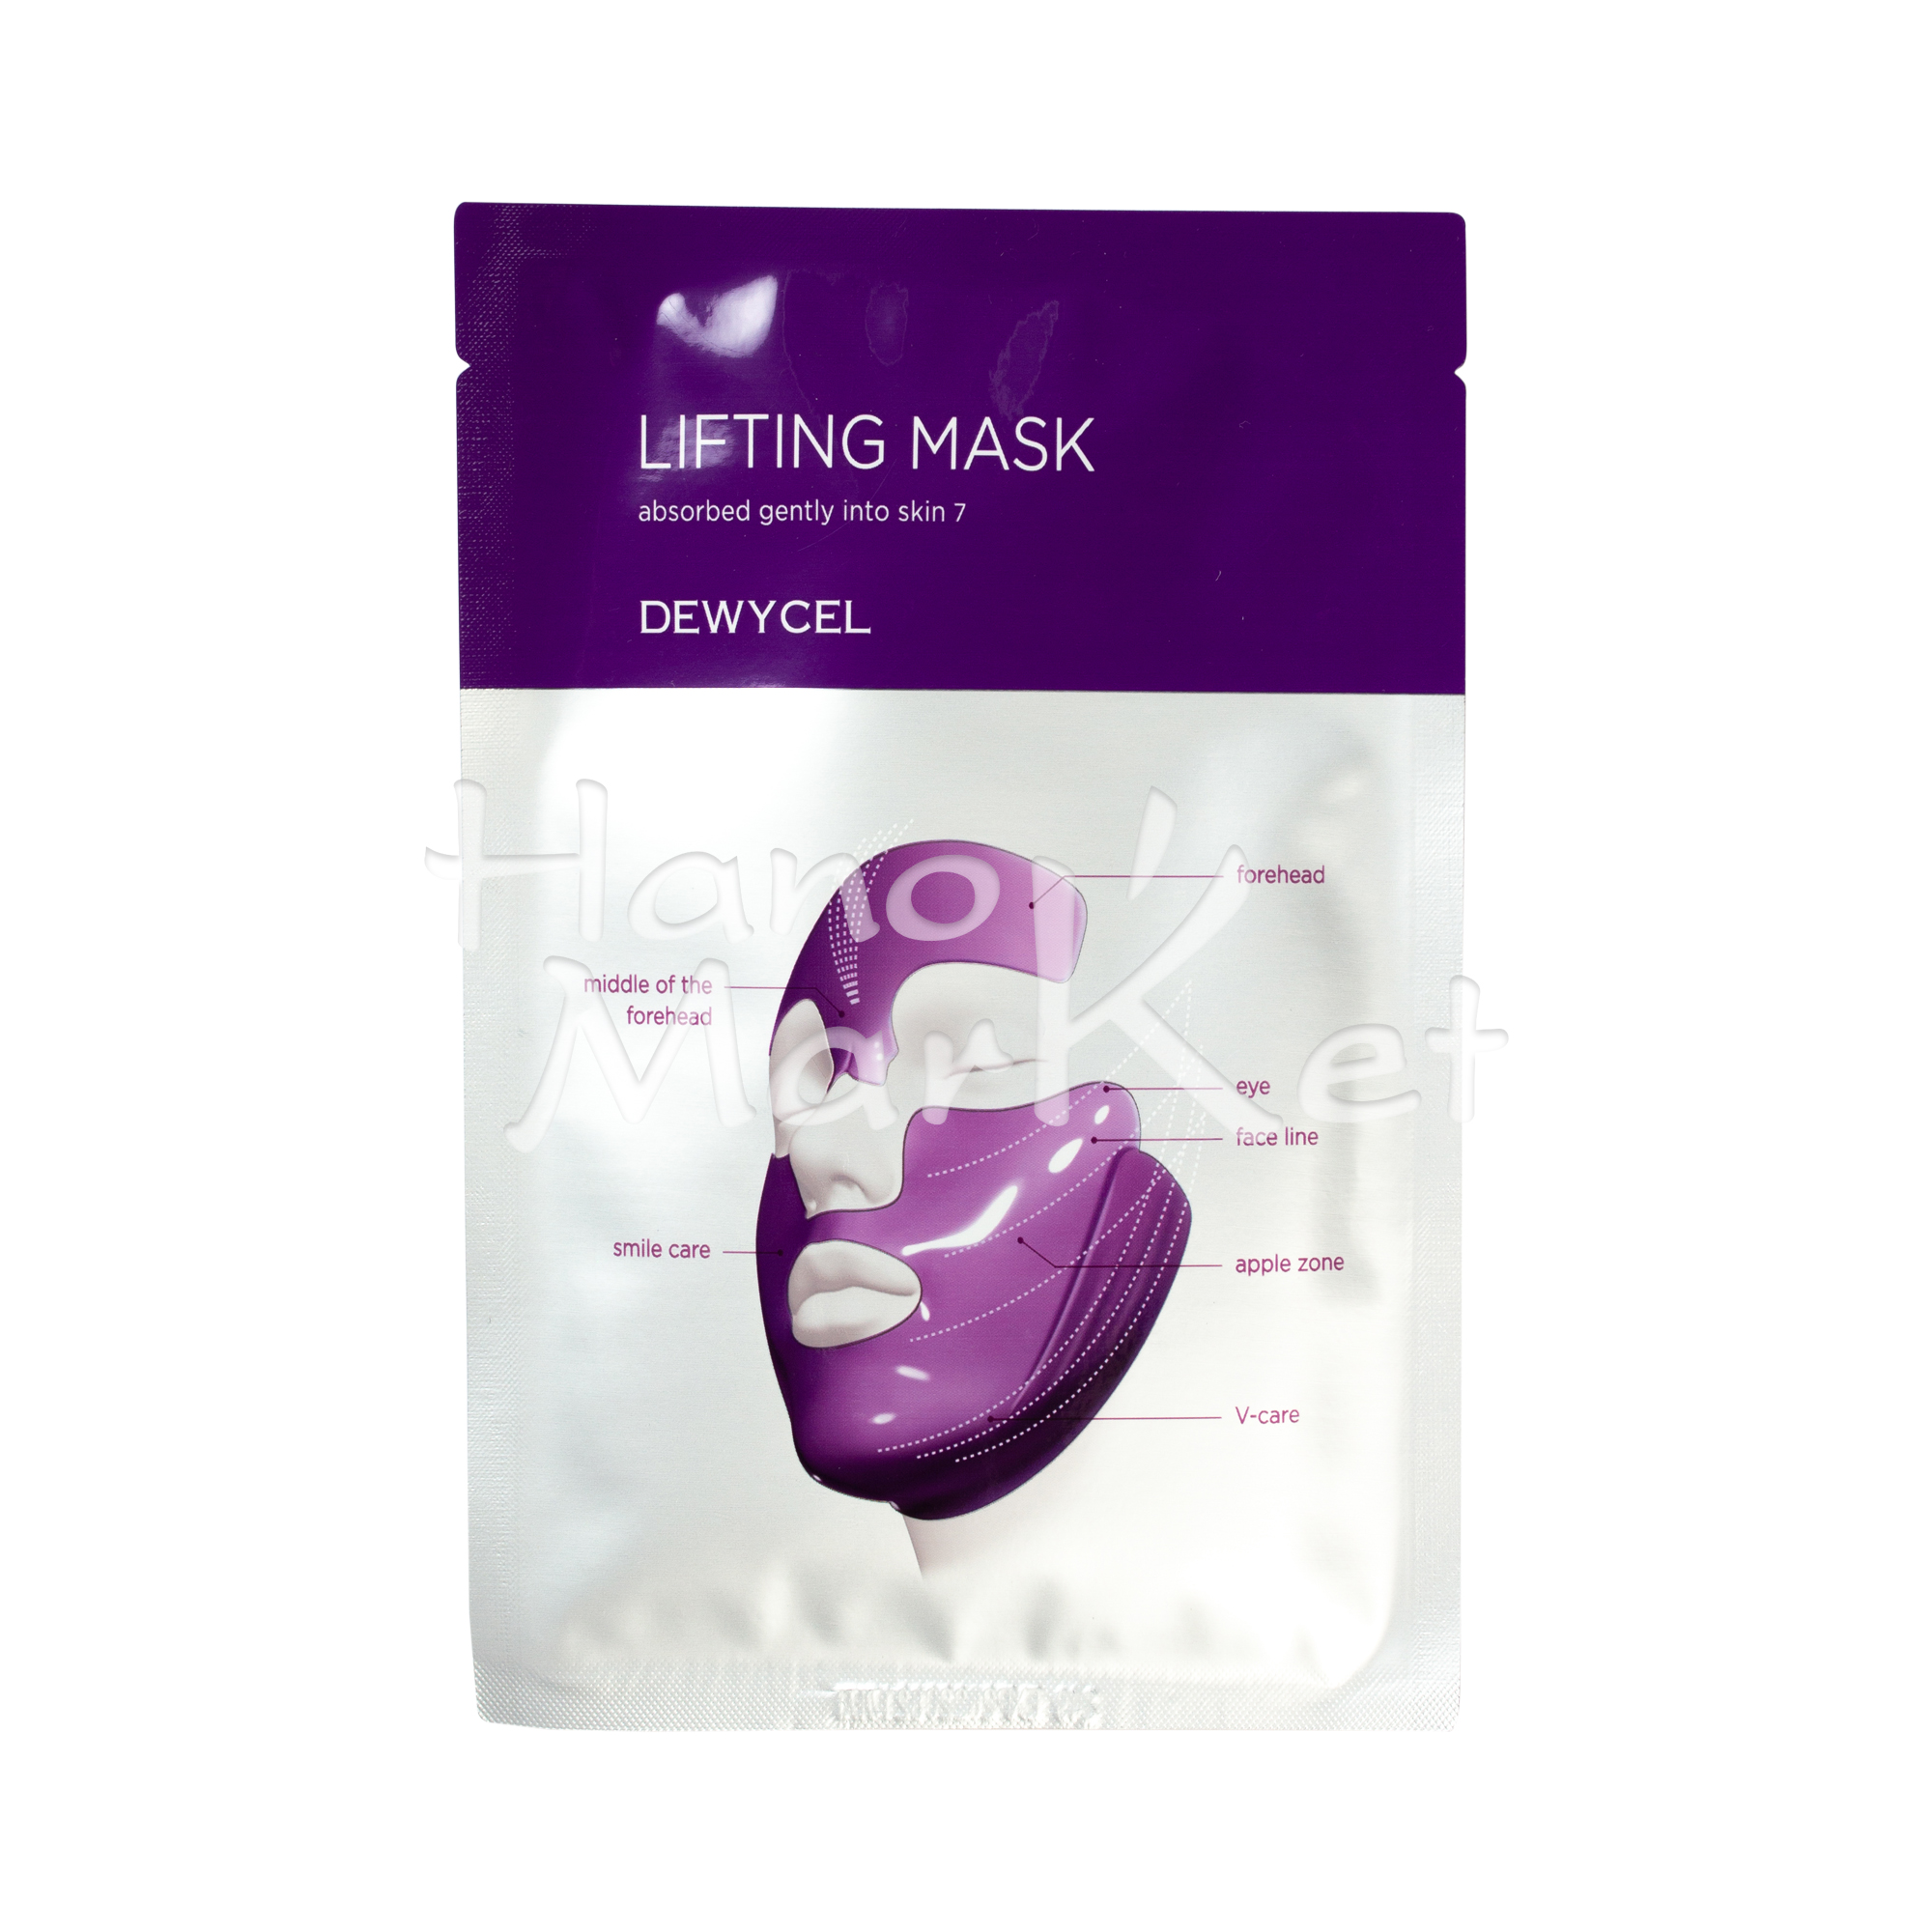 LIFTING MASK
absorbed gently into skin 7
DEWYCEL
Hanok
Market
forehead
middle of the
forehead
eye
face line
smile care
apple zone
V-care